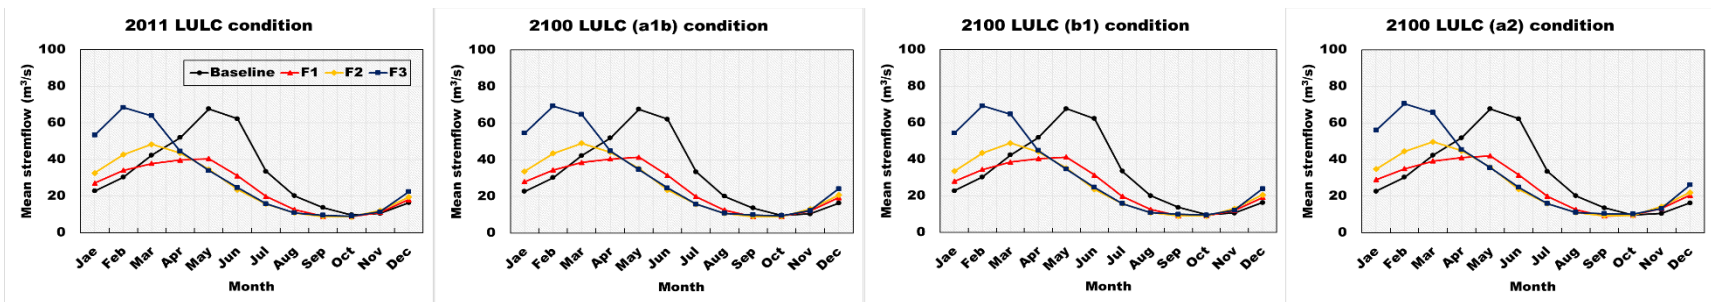 2011 LULC condition
Mean stremflow (m³/s)
100
80
60
40
20
0
Baseline F1 F2 F3
Jae Feb Mar Apr May Jun Jul Aug Sep Oct Nov Dec
Month
2100 LULC (a1b) condition
Mean stremflow (m³/s)
100
80
60
40
20
0
Jae Feb Mar Apr May Jun Jul Aug Sep Oct Nov Dec
Month
2100 LULC (b1) condition
Mean stremflow (m³/s)
100
80
60
40
20
0
Jae Feb Mar Apr May Jun Jul Aug Sep Oct Nov Dec
Month
2100 LULC (a2) condition
Mean stremflow (m³/s)
100
80
60
40
20
0
Jae Feb Mar Apr May Jun Jul Aug Sep Oct Nov Dec
Month